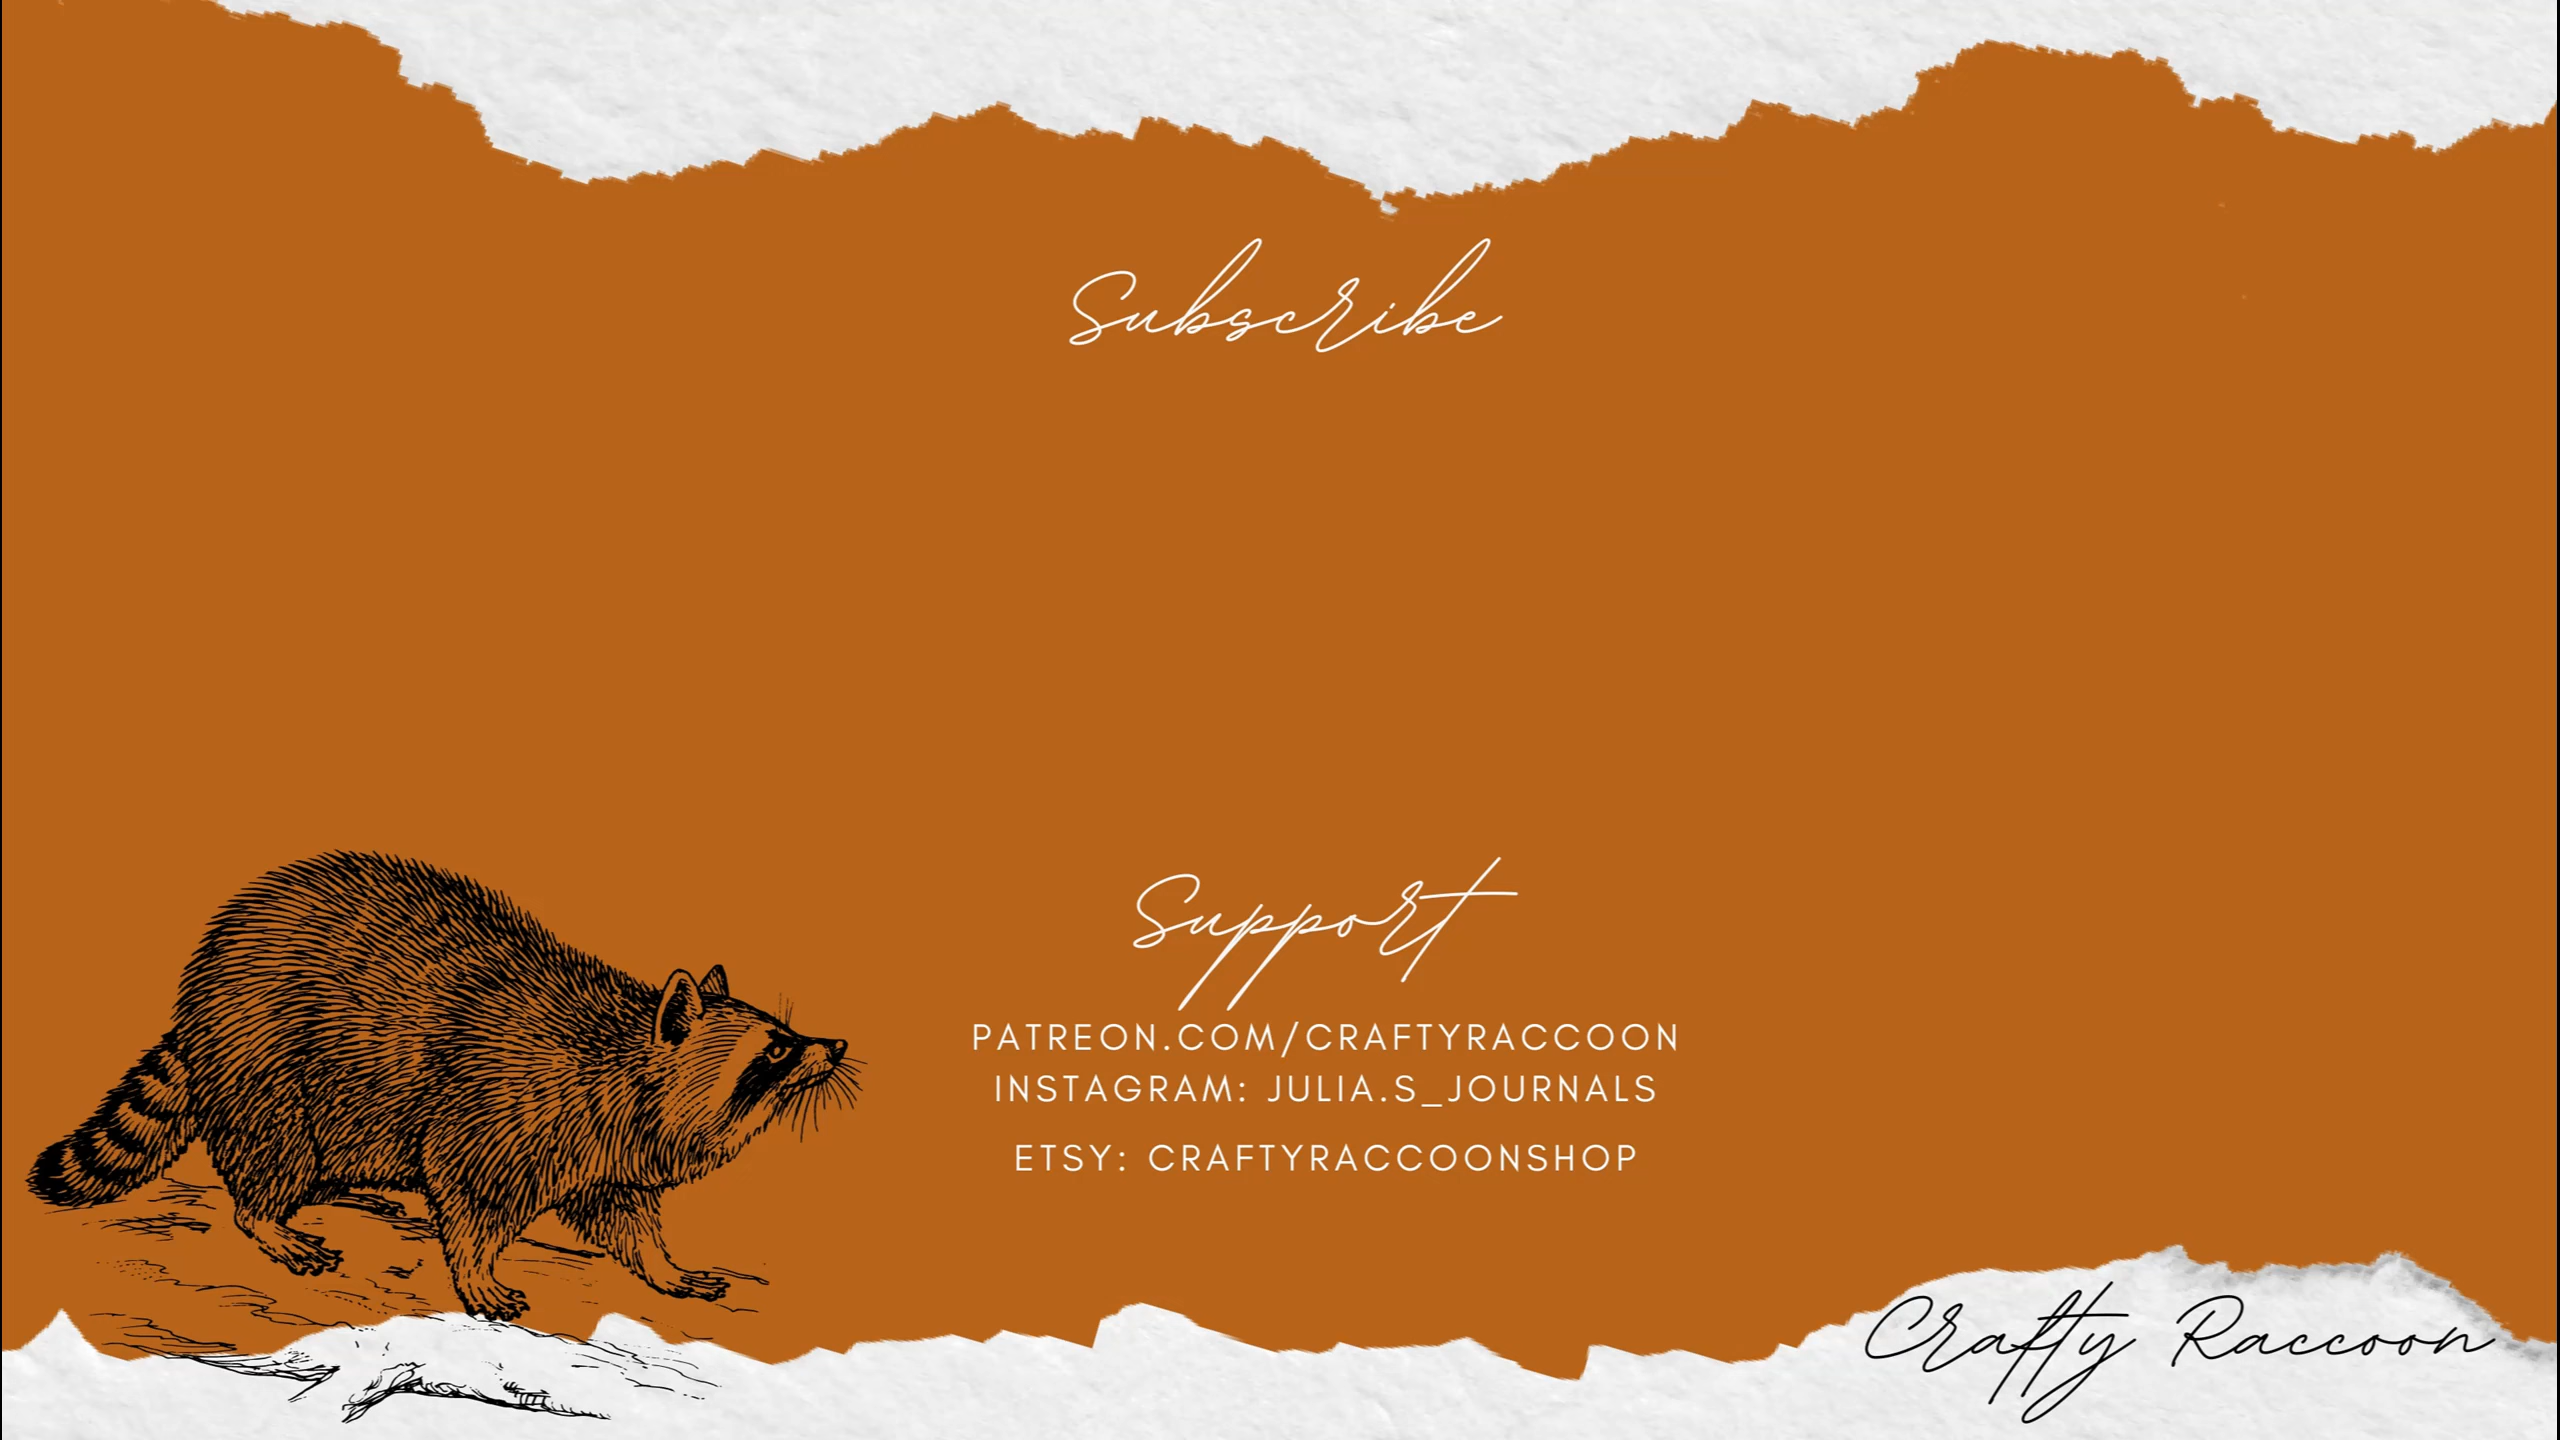 Subscribe
Support
PATREON.COM/CRAFTYRACCOON
INSTAGRAM: JULIA.S_JOURNALS
ETSY: CRAFTYRACCOONSHOP
Crafty Raccoon